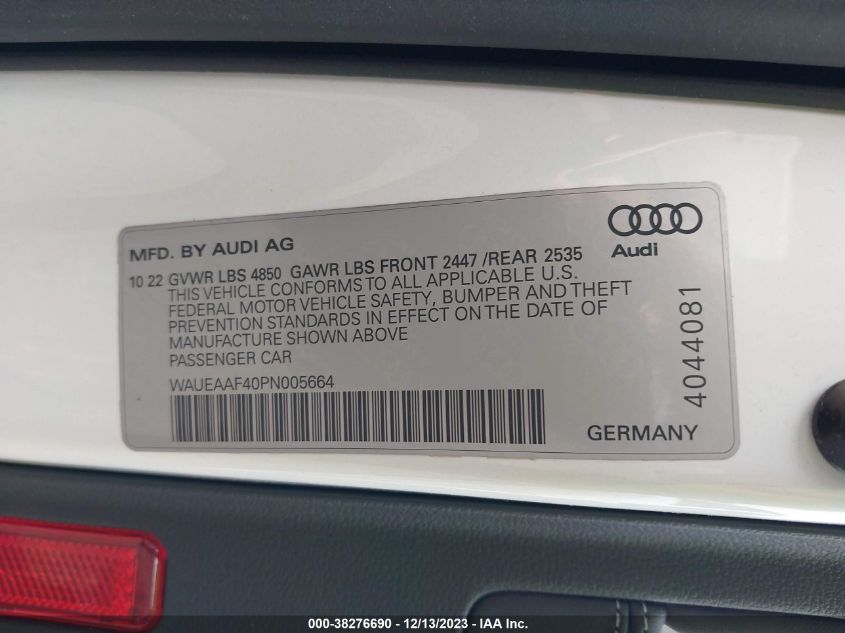 MFD. BY AUDI AG
Audi
10 22 GVWR LBS 4850 GAWR LBS FRONT 2447 /REAR 2535
THIS VEHICLE CONFORMS TO ALL APPLICABLE U.S.
FEDERAL MOTOR VEHICLE SAFETY, BUMPER AND THEFT
PREVENTION STANDARDS IN EFFECT ON THE DATE OF
MANUFACTURE SHOWN ABOVE
PASSENGER CAR
WAUEAAF40PN005664
4044081
GERMANY
000-38276690 - 12/13/2023 - IAA Inc.